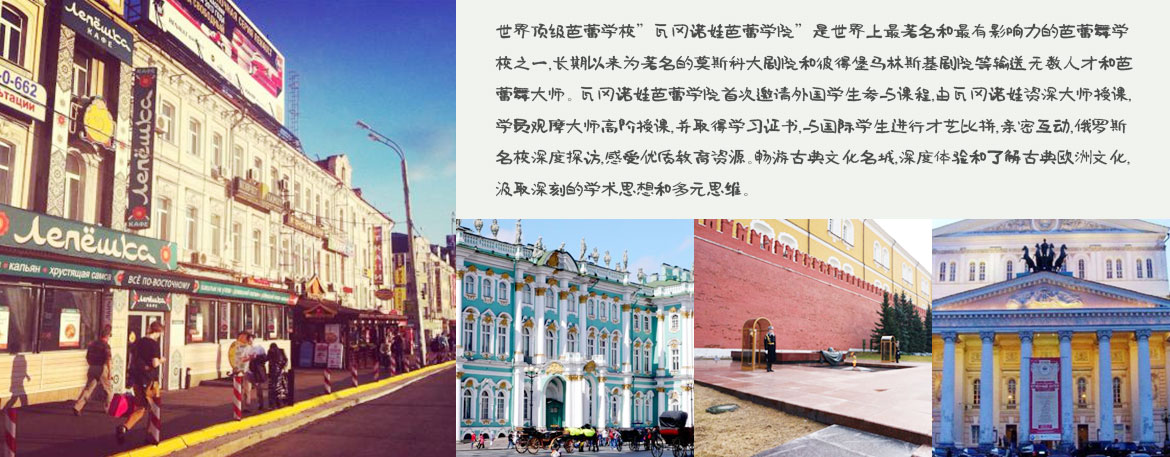 世界顶级芭蕾学校”瓦冈诺娃芭蕾学院”是世界上最著名和最有影响力的芭蕾舞学
校之一,长期以来为著名的莫斯科大剧院和彼得堡马林斯基剧院等输送无数人才和芭
蕾舞大师。瓦冈诺娃芭蕾学院首次邀请外国学生参与课程,由瓦冈诺娃资深大师授课,
学员观摩大师高阶授课,并取得学习证书,与国际学生进行才艺比拼,亲密互动,俄罗斯
名校深度探访,感受优质教育资源。畅游古典文化名城,深度体验和了解古典欧洲文化,
汲取深刻的学术思想和多元思维。
Лепёшка
КАФЕ
0-662
Лепёшка
КАФЕ
Лепёшка
КАФЕ
КАЛЬЯН • ХРУСТЯЩАЯ САМСА
ВСЁ ПО-ВОСТОЧНОМУ
Лепёшка